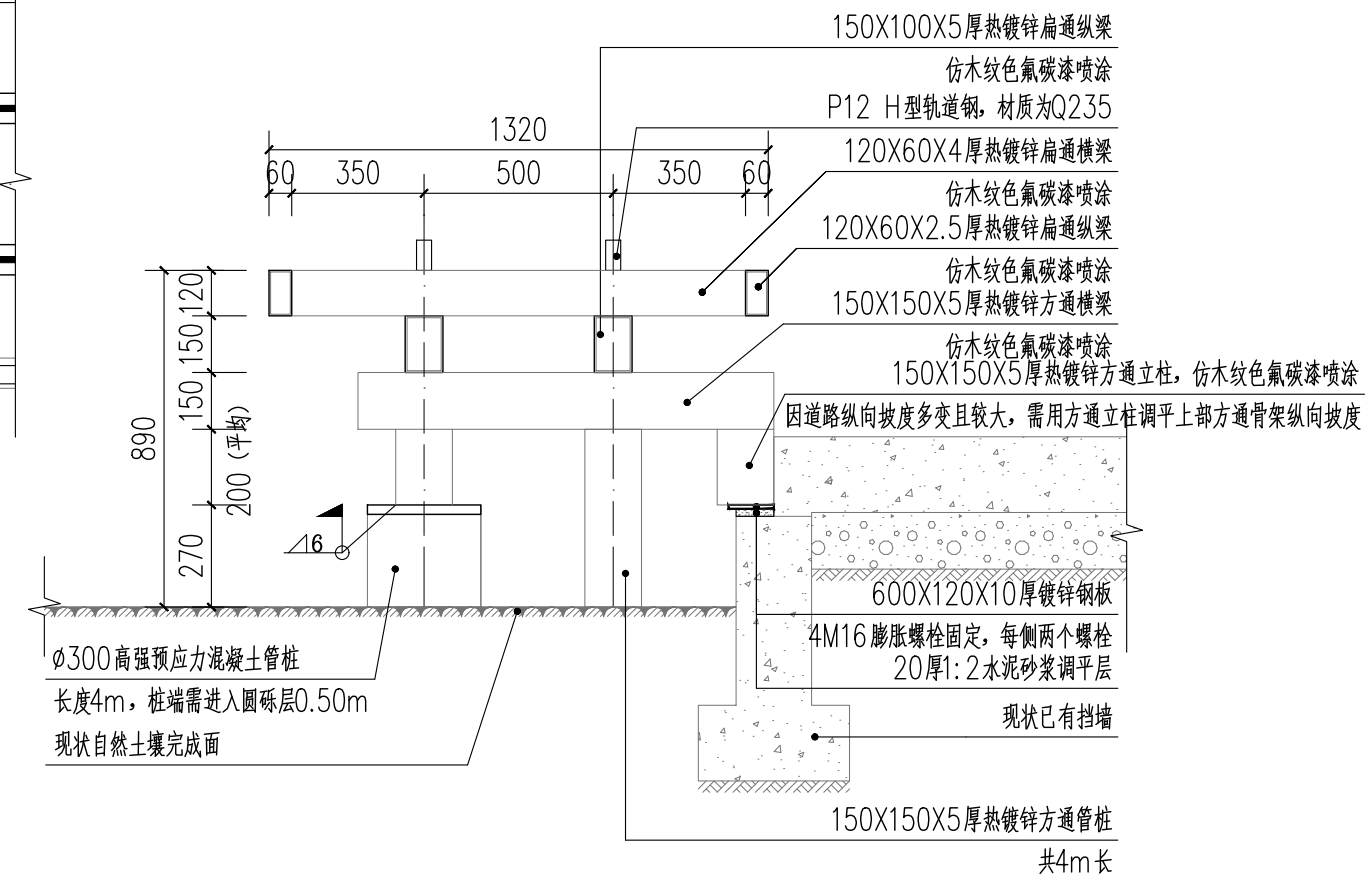 150X100X5厚热镀锌扁通纵梁
仿木纹色氟碳漆喷涂
P12 H型轨道钢，材质为Q235
120X60X4厚热镀锌扁通横梁
仿木纹色氟碳漆喷涂
120X60X2.5厚热镀锌扁通纵梁
仿木纹色氟碳漆喷涂
150X150X5厚热镀锌方通横梁
仿木纹色氟碳漆喷涂
150X150X5厚热镀锌方通立柱，仿木纹色氟碳漆喷涂
因道路纵向坡度多变且较大，需用方通立柱调平上部方通骨架纵向坡度
1320
60 350 500 350 60
890
120
150
150
200 (平均)
270
6
600X120X10厚镀锌钢板
4M16膨胀螺栓固定，每侧两个螺栓
20厚1:2水泥砂浆调平层
现状已有挡墙
Ø300高强预应力混凝土管桩
长度4m，桩端需进入圆砾层0.50m
现状自然土壤完成面
150X150X5厚热镀锌方通管桩
共4m长